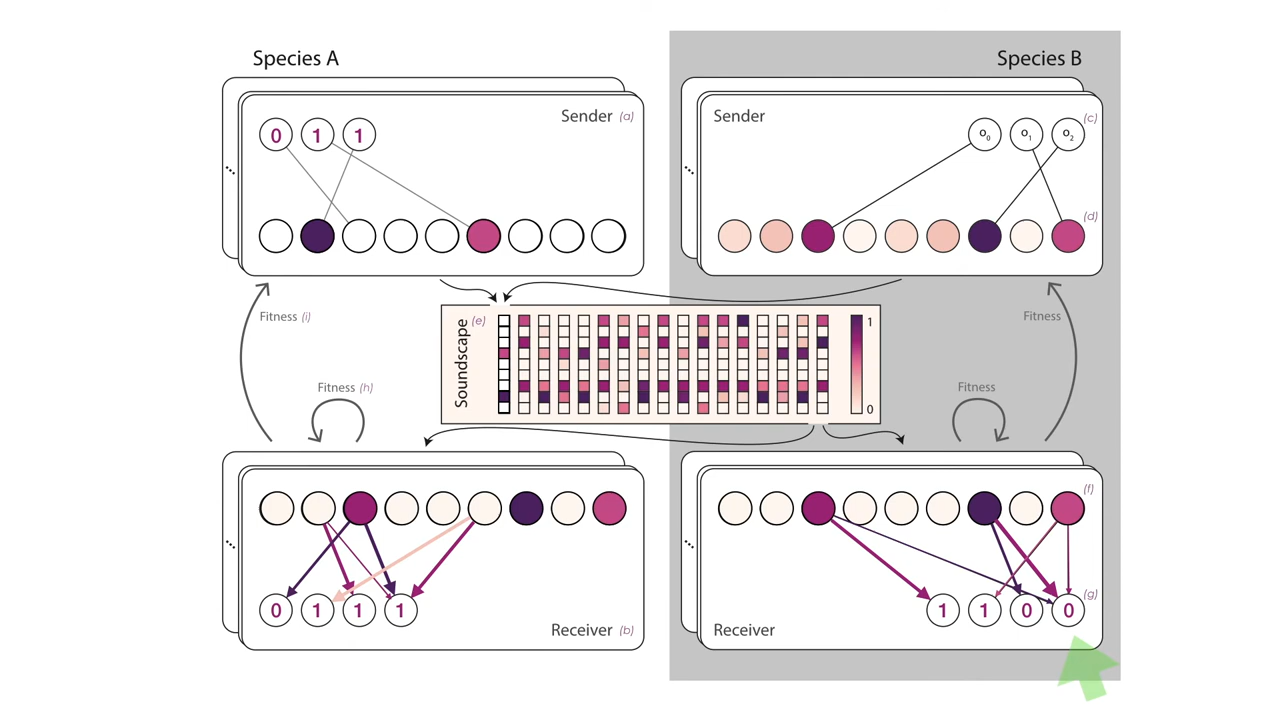 Species A
Species B
Sender (a)
0 1 1
Sender
(c)
o0 o1 o2
(d)
Fitness (i)
Fitness (h)
Soundscape (e)
1
0
Fitness
Fitness
0 1 1 1
Receiver (b)
(f)
(g)
1 1 0 0
Receiver